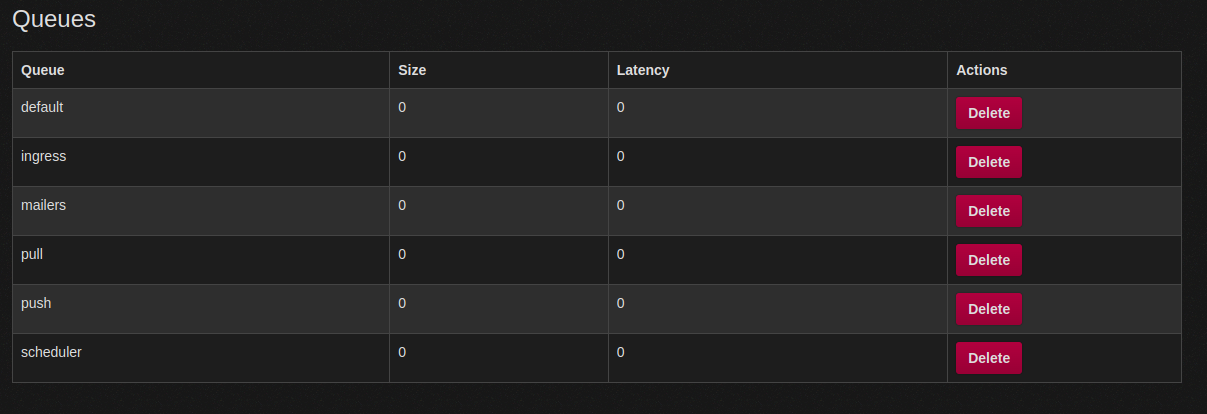 Queues
Queue Size Latency Actions
default 0 0 Delete
ingress 0 0 Delete
mailers 0 0 Delete
pull 0 0 Delete
push 0 0 Delete
scheduler 0 0 Delete